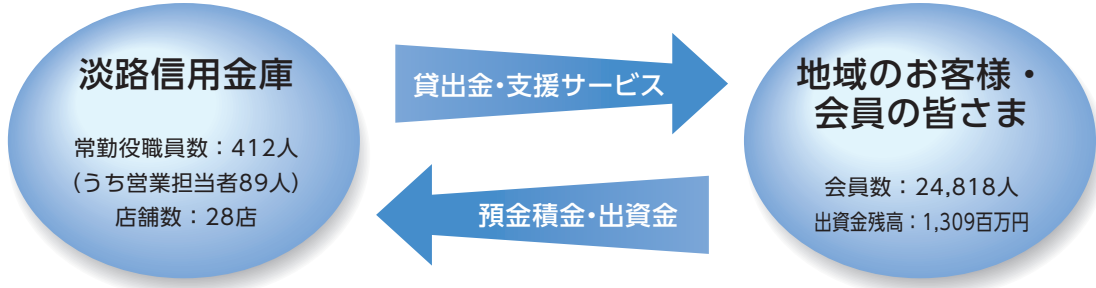 淡路信用金庫
常勤役職員数：412人
（うち営業担当者89人）
店舗数：28店
貸出金・支援サービス
預金積金・出資金
地域のお客様・
会員の皆さま
会員数：24,818人
出資金残高：1,309百万円